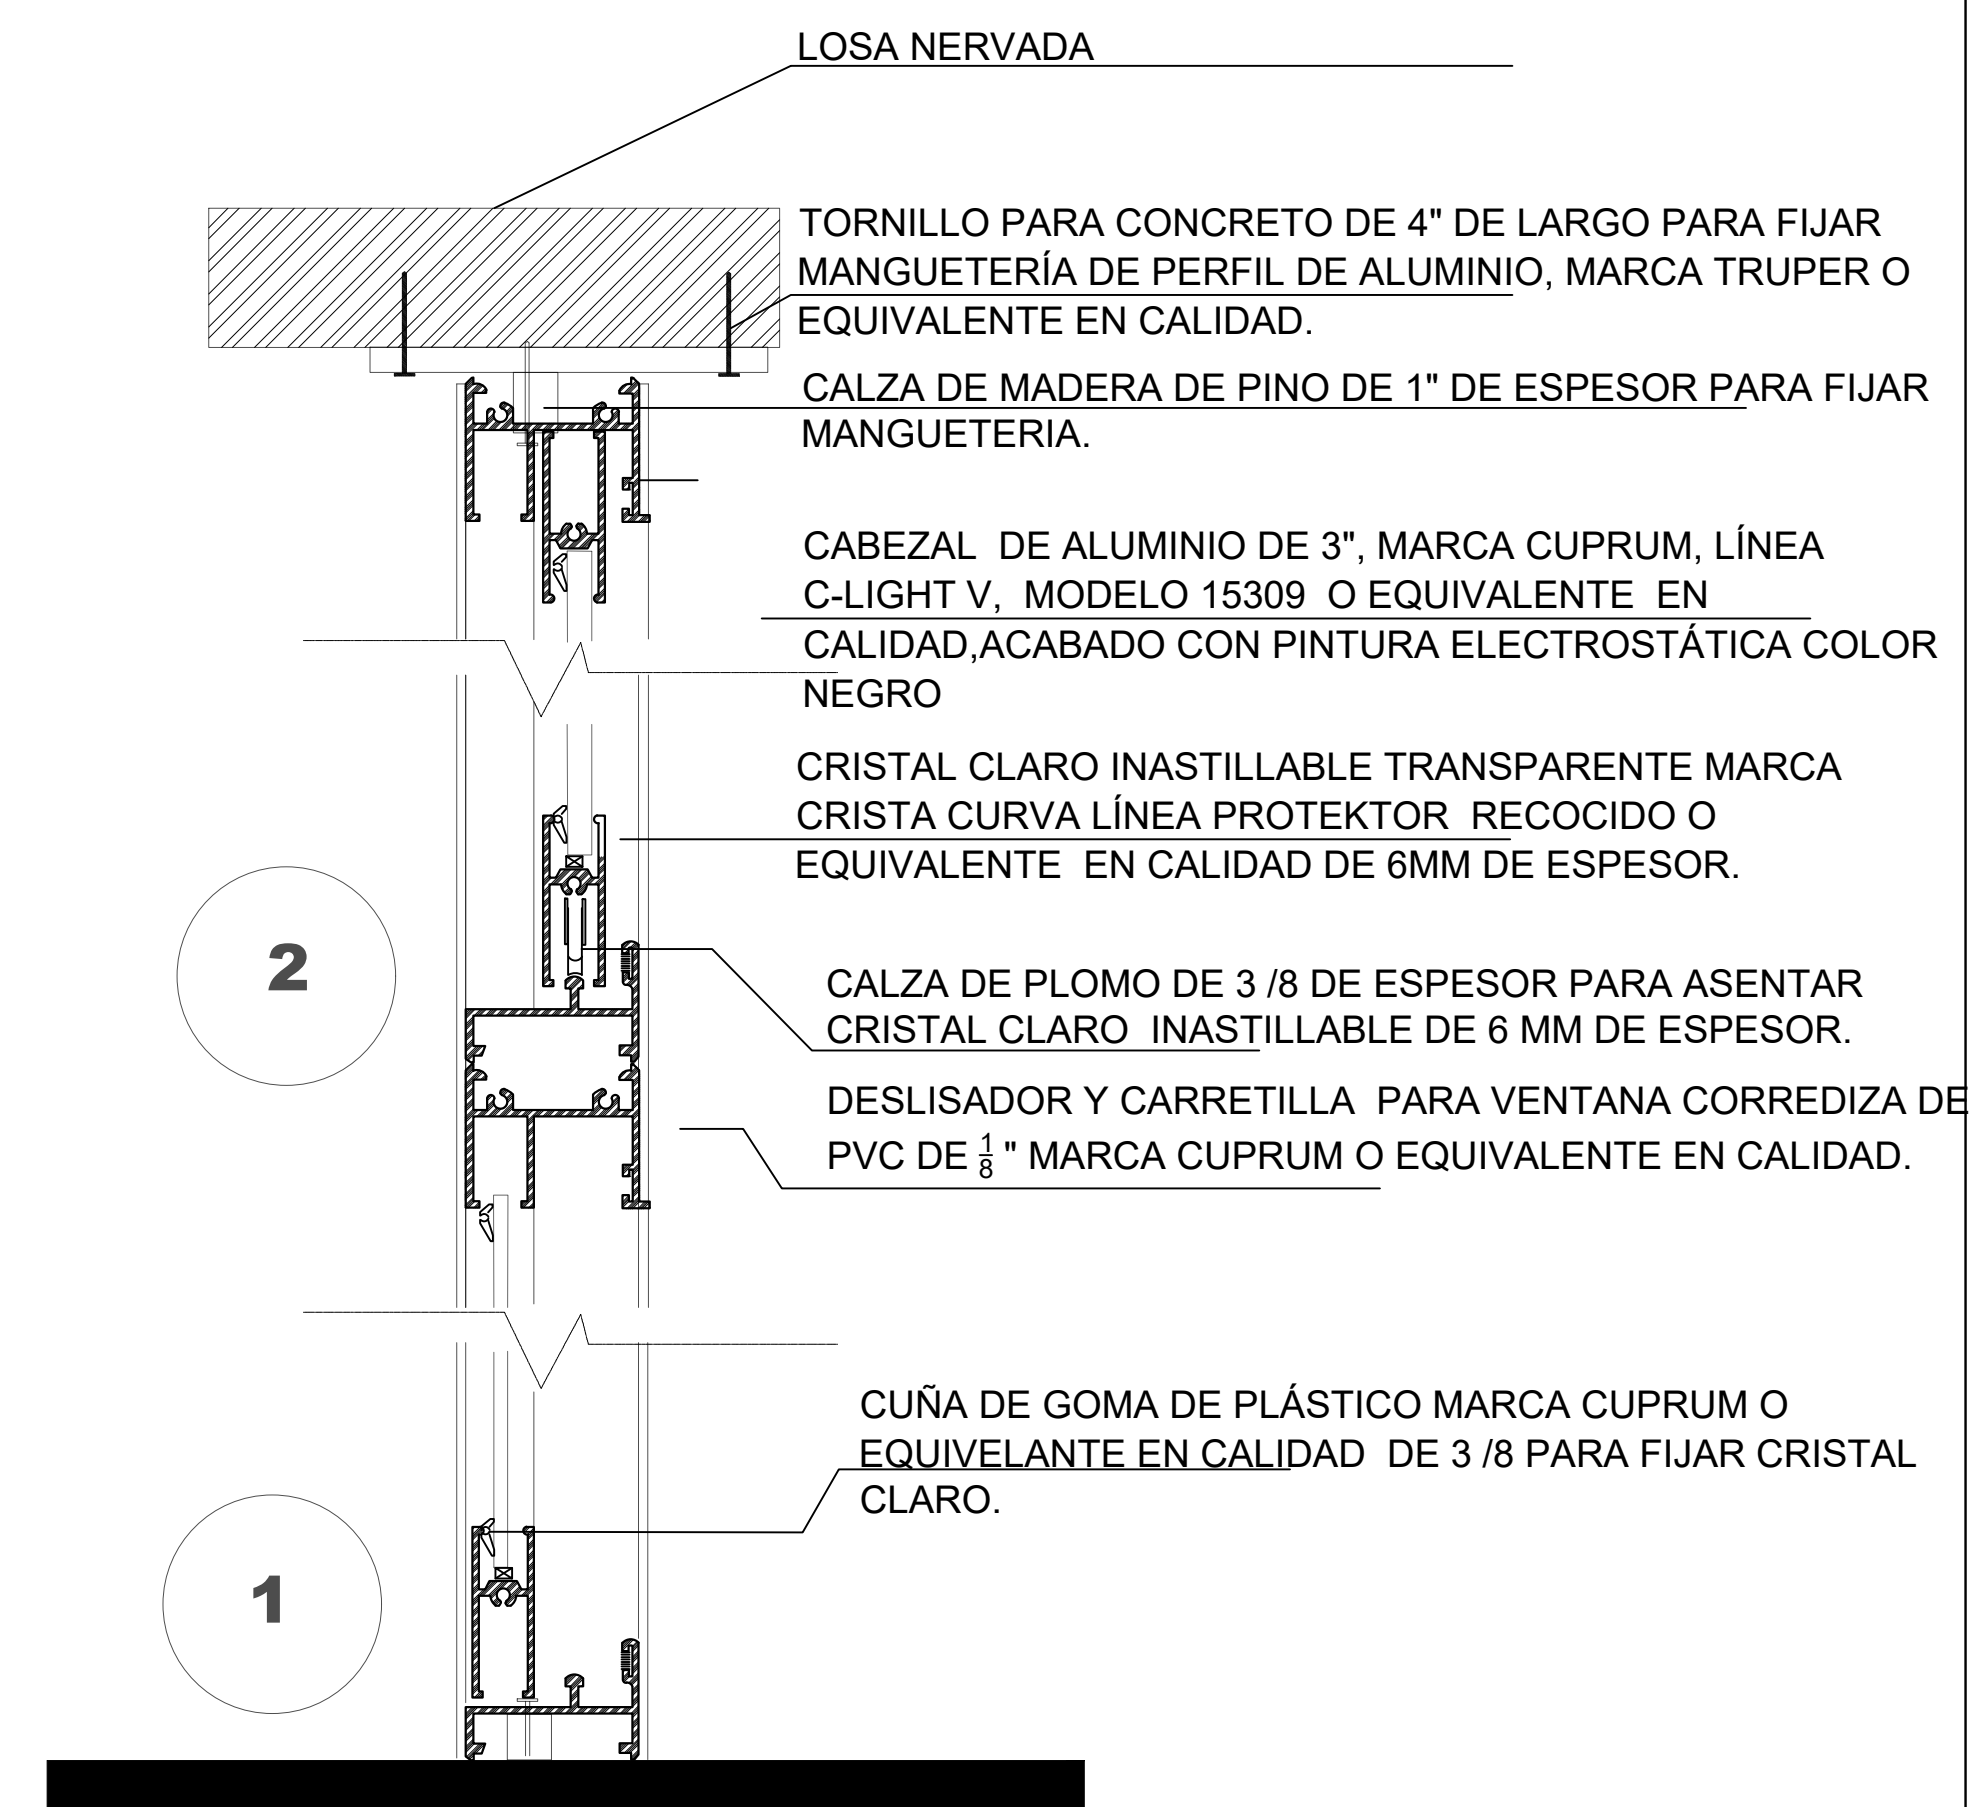 LOSA NERVADA
TORNILLO PARA CONCRETO DE 4" DE LARGO PARA FIJAR
MANGUETERÍA DE PERFIL DE ALUMINIO, MARCA TRUPER O
EQUIVALENTE EN CALIDAD.
CALZA DE MADERA DE PINO DE 1" DE ESPESOR PARA FIJAR
MANGUETERIA.
CABEZAL DE ALUMINIO DE 3", MARCA CUPRUM, LÍNEA
C-LIGHT V, MODELO 15309 O EQUIVALENTE EN
CALIDAD,ACABADO CON PINTURA ELECTROSTÁTICA COLOR
NEGRO
CRISTAL CLARO INASTILLABLE TRANSPARENTE MARCA
CRISTA CURVA LÍNEA PROTEKTOR RECOCIDO O
EQUIVALENTE EN CALIDAD DE 6MM DE ESPESOR.
2
CALZA DE PLOMO DE 3 /8 DE ESPESOR PARA ASENTAR
CRISTAL CLARO INASTILLABLE DE 6 MM DE ESPESOR.
DESLISADOR Y CARRETILLA PARA VENTANA CORREDIZA DE
PVC DE 1/8 " MARCA CUPRUM O EQUIVALENTE EN CALIDAD.
CUÑA DE GOMA DE PLÁSTICO MARCA CUPRUM O
EQUIVELANTE EN CALIDAD DE 3 /8 PARA FIJAR CRISTAL
CLARO.
1